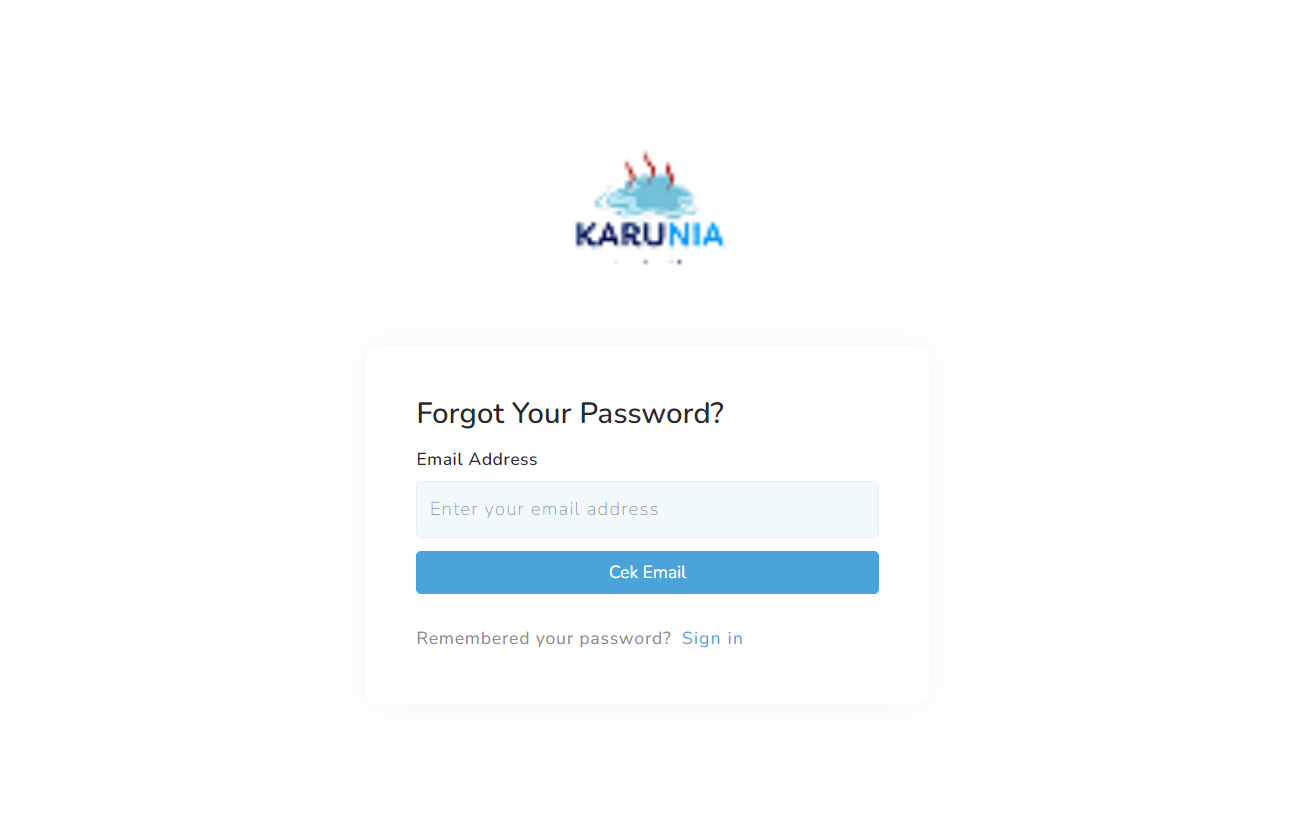 KARUNIA
Forgot Your Password?
Email Address
Enter your email address
Cek Email
Remembered your password? Sign in